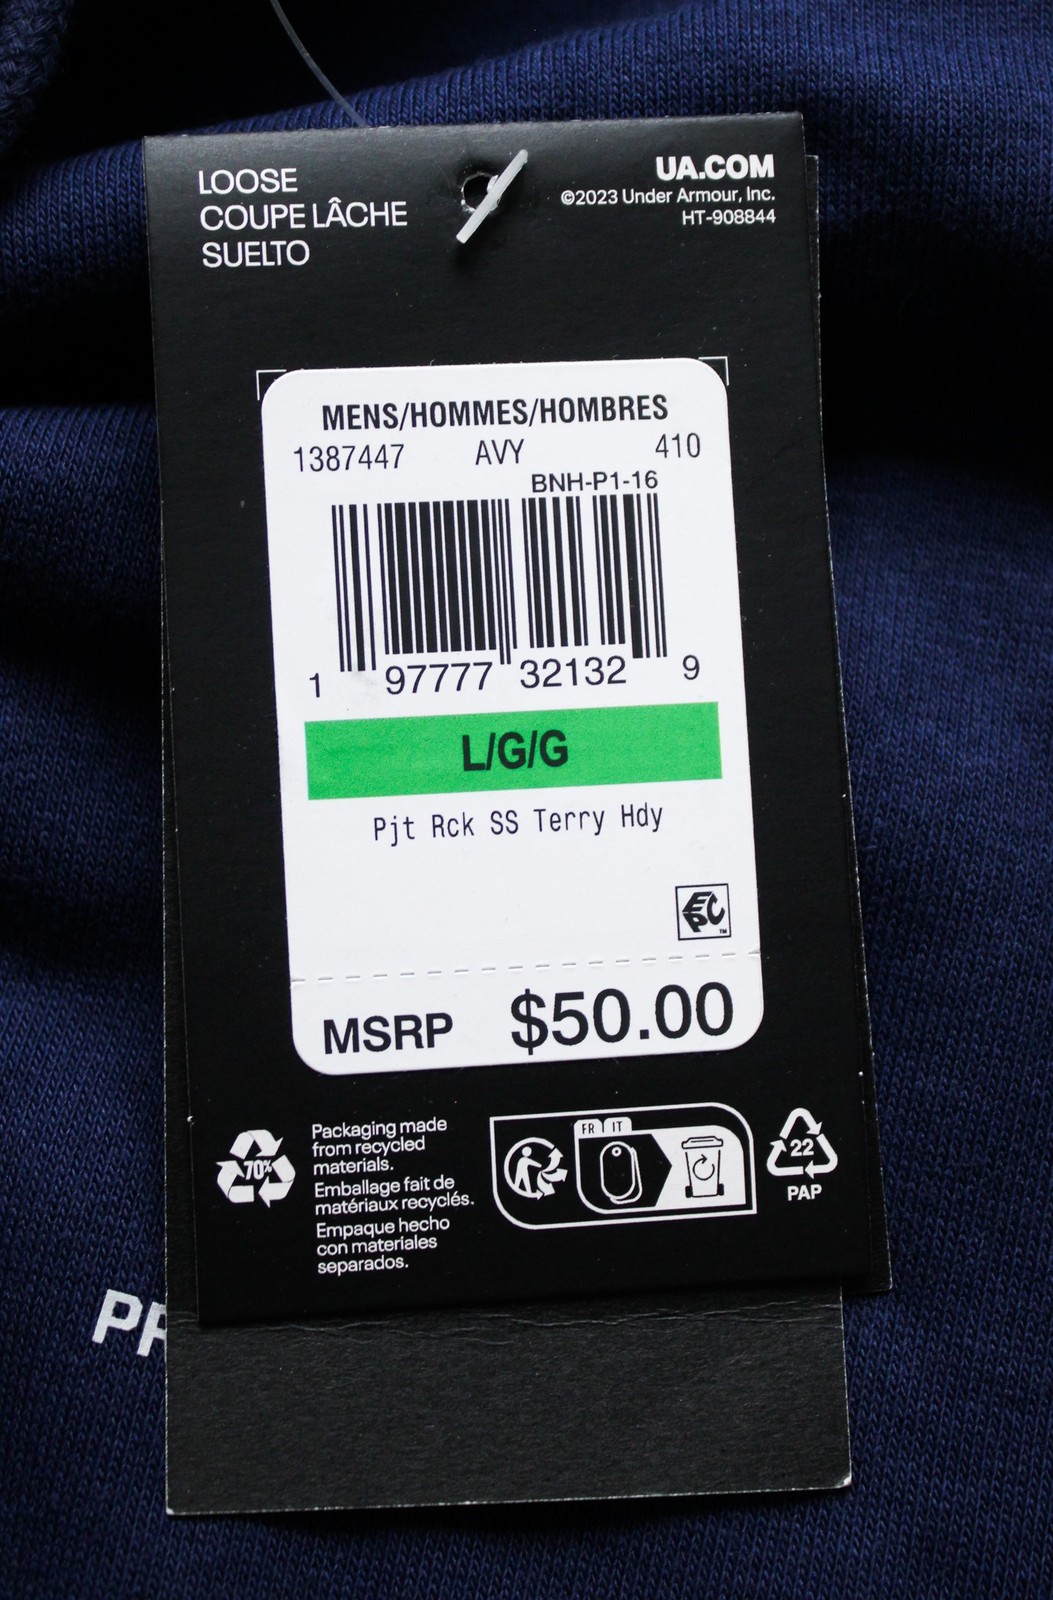 LOOSE
COUPE LÂCHE
SUELTO
UA.COM
©2023 Under Armour, Inc.
HT-908844
MENS/HOMMES/HOMBRES
1387447 AVY 410
BNH-P1-16
1 97777 32132 9
L/G/G
Pjt Rck SS Terry Hdy
EPC™
MSRP $50.00
70%
Packaging made
from recycled
materials.
Emballage fait de
matériaux recyclés.
Empaque hecho
con materiales
separados.
FR IT
22
PAP